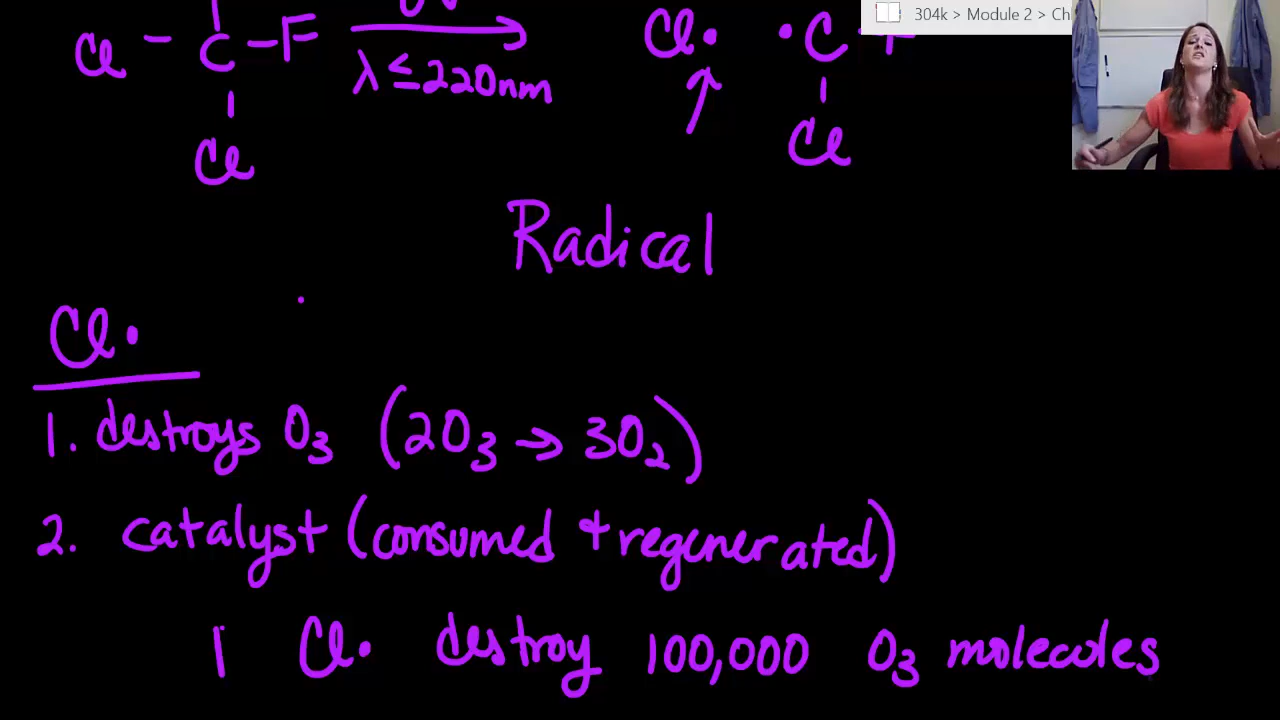 304k > Module 2 > Ch
Cl - C - F λ ≤ 220nm Cl• •C F
Cl Cl
Radical
Cl•
1. destroys O₃ (2O₃ → 3O₂)
2. catalyst (consumed + regenerated)
1 Cl• destroy 100,000 O₃ molecules